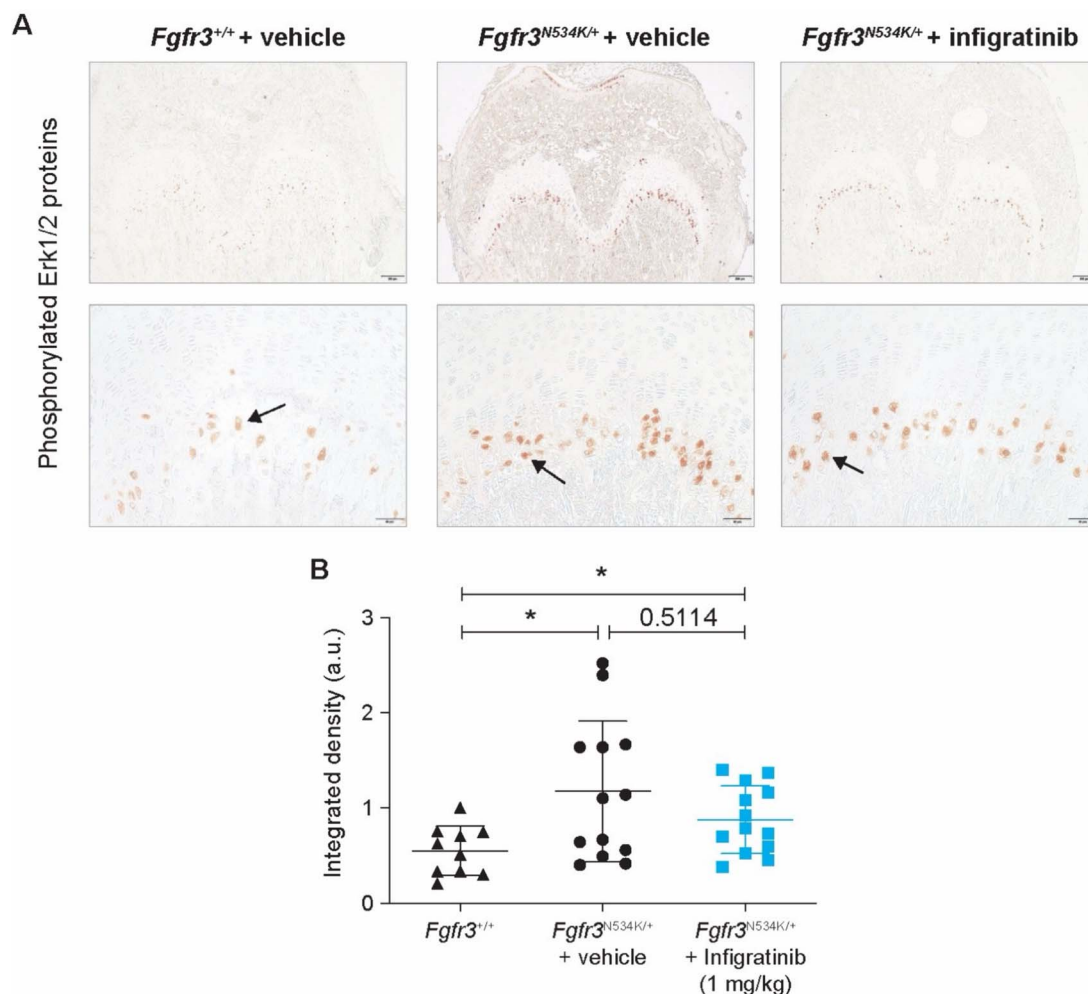 A
Fgfr3+/+ + vehicle
Fgfr3N534K/+ + vehicle
Fgfr3N534K/+ + infigratinib
Phosphorylated Erk1/2 proteins
B
*
*
0.5114
Integrated density (a.u.)
3
2
1
0
Fgfr3+/+
Fgfr3N534K/+
+ vehicle
Fgfr3N534K/+
+ Infigratinib
(1 mg/kg)